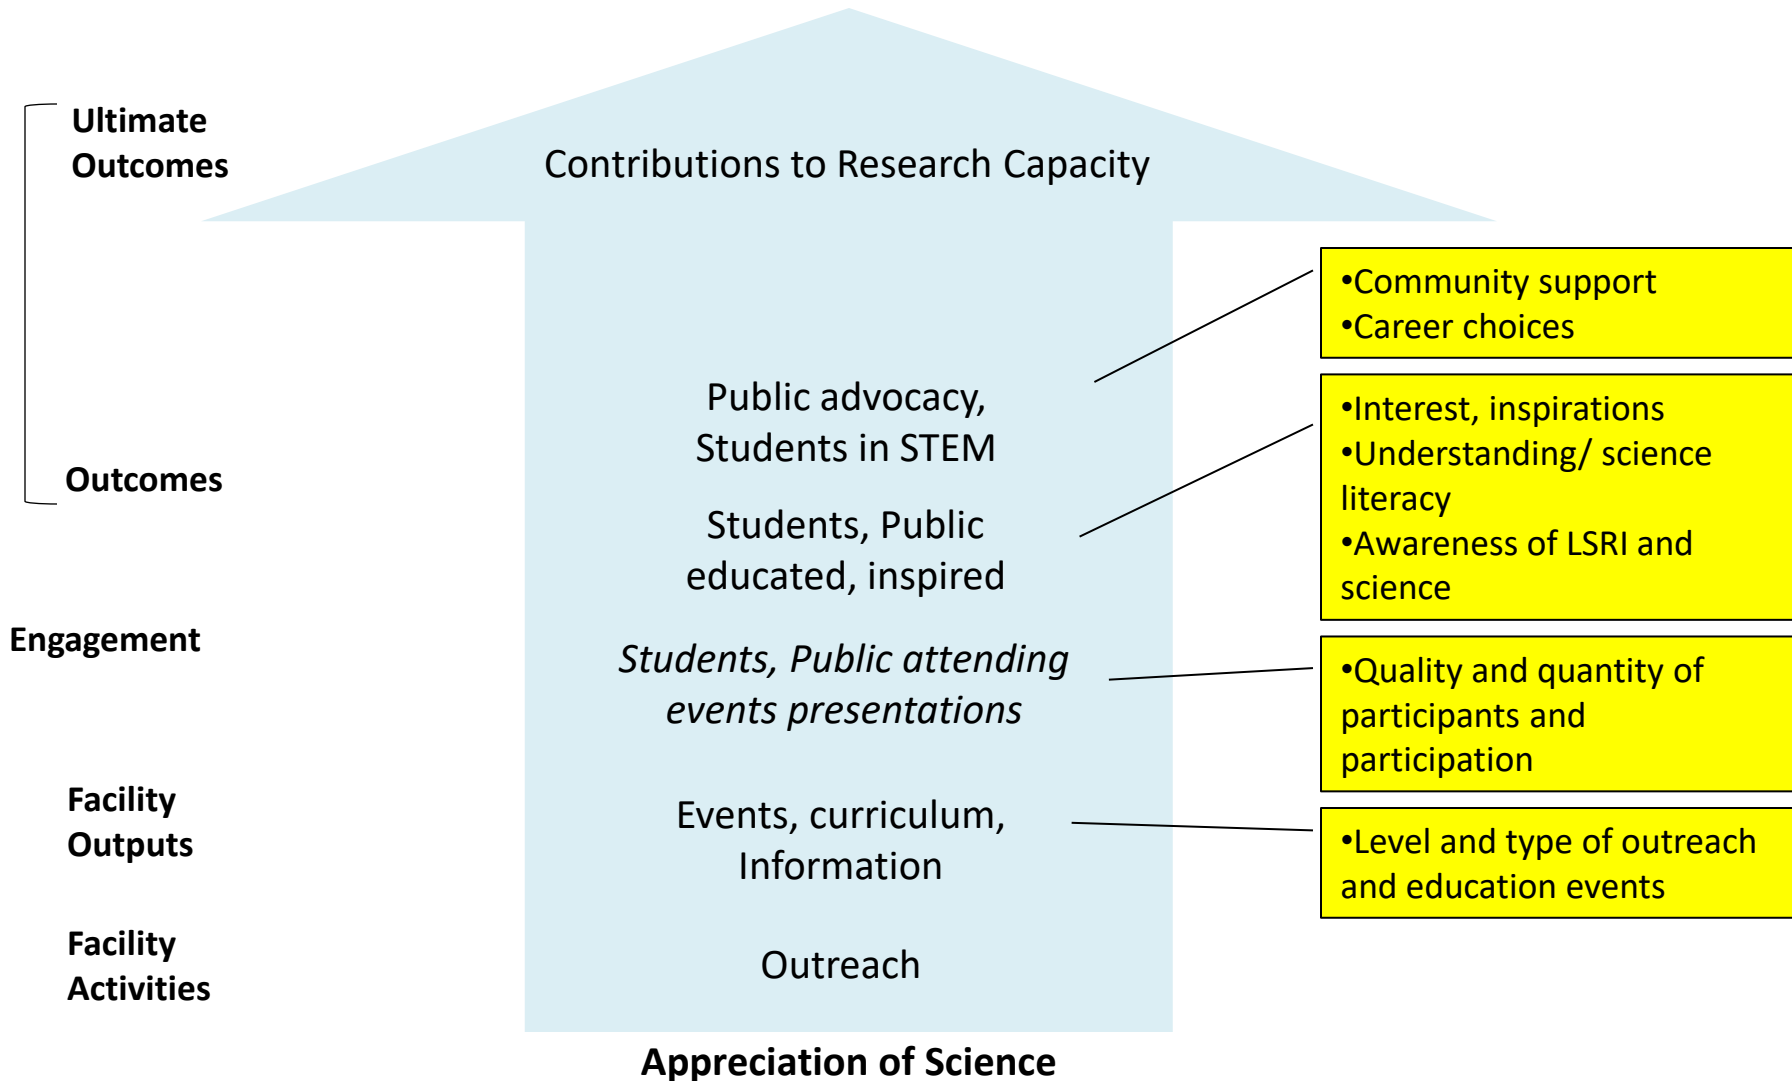 Ultimate
Outcomes
Contributions to Research Capacity
•Community support
•Career choices
Public advocacy,
Students in STEM
Outcomes
•Interest, inspirations
•Understanding/ science
literacy
•Awareness of LSRI and
science
Students, Public
educated, inspired
Engagement
Students, Public attending
events presentations
•Quality and quantity of
participants and
participation
Facility
Outputs
Events, curriculum,
Information
•Level and type of outreach
and education events
Facility
Activities
Outreach
Appreciation of Science